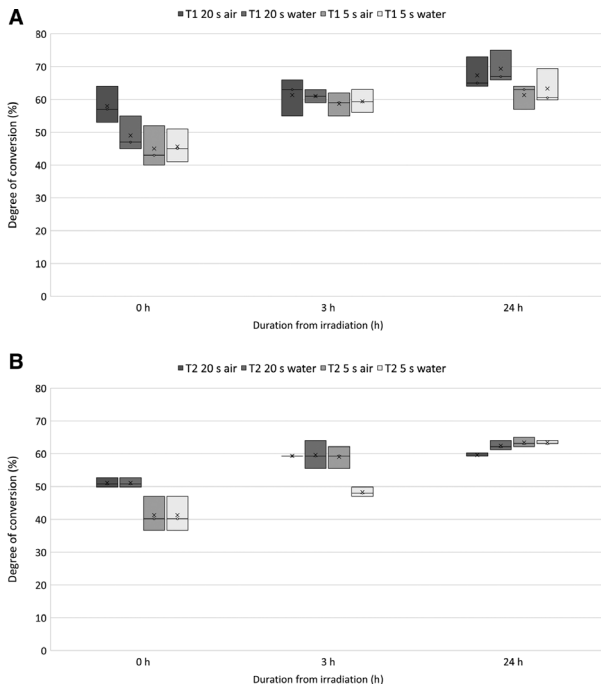 A
T1 20 s air T1 20 s water T1 5 s air T1 5 s water
80
70
60
50
40
30
20
10
0
Degree of conversion (%)
0 h 3 h 24 h
Duration from irradiation (h)
B
T2 20 s air T2 20 s water T2 5 s air T2 5 s water
80
70
60
50
40
30
20
10
0
Degree of conversion (%)
0 h 3 h 24 h
Duration from irradiation (h)